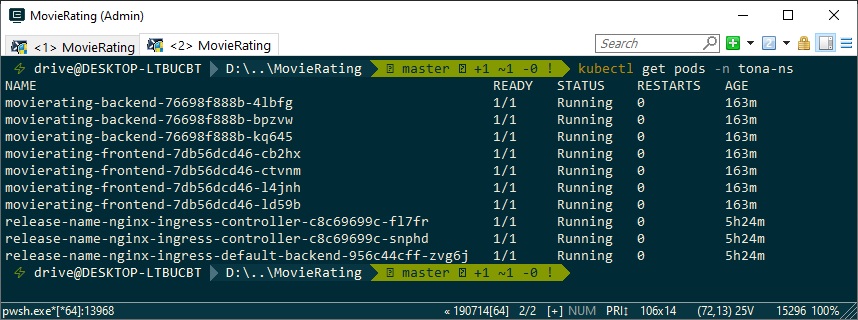 MovieRating (Admin)
<1> MovieRating <2> MovieRating Search
drive@DESKTOP-LTBUCBT D:\..\MovieRating master +1 ~1 -0 ! kubectl get pods -n tona-ns
NAME READY STATUS RESTARTS AGE
movierating-backend-76698f888b-4lbfg 1/1 Running 0 163m
movierating-backend-76698f888b-bpzvw 1/1 Running 0 163m
movierating-backend-76698f888b-kq645 1/1 Running 0 163m
movierating-frontend-7db56dcd46-cb2hx 1/1 Running 0 163m
movierating-frontend-7db56dcd46-ctvnm 1/1 Running 0 163m
movierating-frontend-7db56dcd46-l4jnh 1/1 Running 0 163m
movierating-frontend-7db56dcd46-ld59b 1/1 Running 0 163m
release-name-nginx-ingress-controller-c8c69699c-fl7fr 1/1 Running 0 5h24m
release-name-nginx-ingress-controller-c8c69699c-snphd 1/1 Running 0 5h24m
release-name-nginx-ingress-default-backend-956c44cff-zvg6j 1/1 Running 0 5h24m
drive@DESKTOP-LTBUCBT D:\..\MovieRating master +1 ~1 -0 !
pwsh.exe*[*64]:13968 « 190714[64] 2/2 [+] NUM PRI↕ 106x14 (72,13) 25V 15296 100%